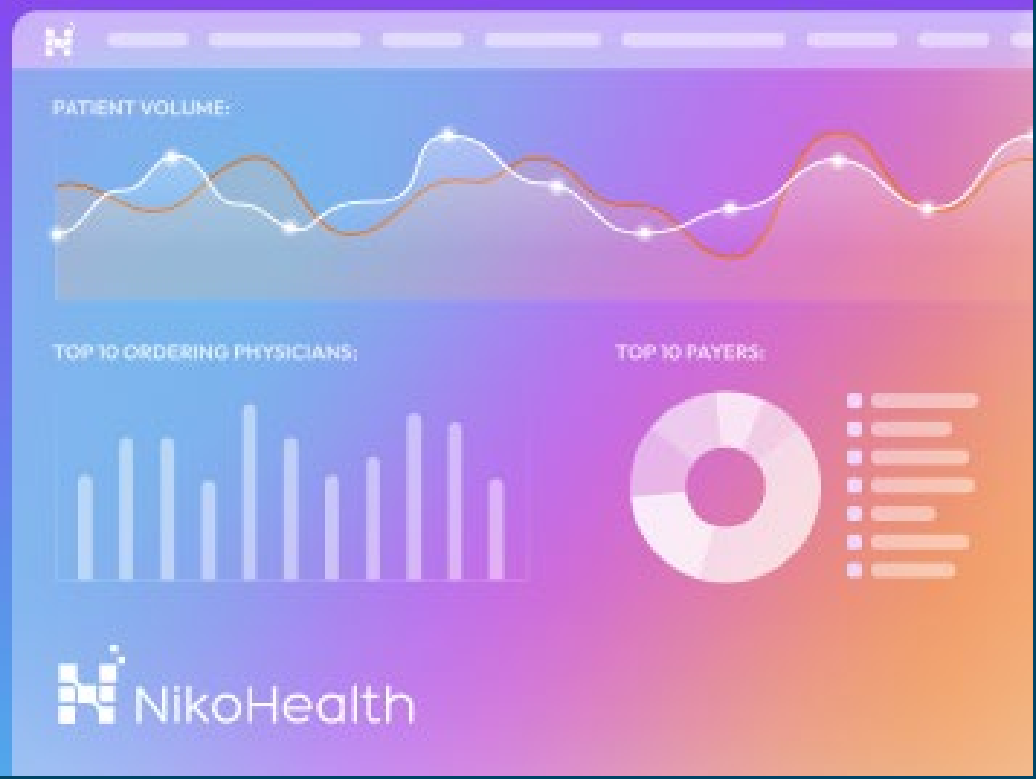 PATIENT VOLUME:
TOP 10 ORDERING PHYSICIANS:
TOP 10 PAYERS:
NikoHealth